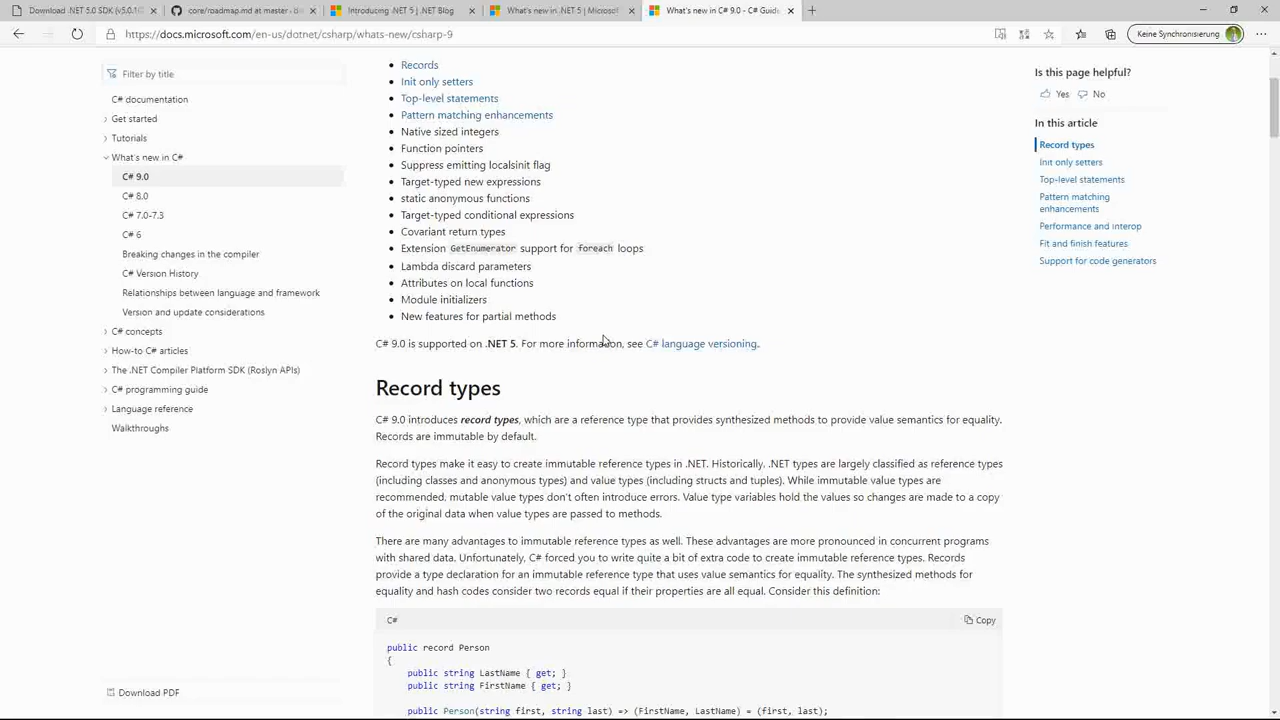 Download .NET 5.0 SDK (v5.0.1
core/roadmap.md at master
Introducing .NET 5 | .NET Blog
What's new in .NET 5 | Microsof
What's new in C# 9.0 - C# Guide
https://docs.microsoft.com/en-us/dotnet/csharp/whats-new/csharp-9
Keine Synchronisierung
Filter by title
C# documentation
Get started
Tutorials
What's new in C#
C# 9.0
C# 8.0
C# 7.0-7.3
C# 6
Breaking changes in the compiler
C# Version History
Relationships between language and framework
Version and update considerations
C# concepts
How-to C# articles
The .NET Compiler Platform SDK (Roslyn APIs)
C# programming guide
Language reference
Walkthroughs
Download PDF
Records
Init only setters
Top-level statements
Pattern matching enhancements
Native sized integers
Function pointers
Suppress emitting localsinit flag
Target-typed new expressions
static anonymous functions
Target-typed conditional expressions
Covariant return types
Extension GetEnumerator support for foreach loops
Lambda discard parameters
Attributes on local functions
Module initializers
New features for partial methods
C# 9.0 is supported on .NET 5. For more information, see C# language versioning.
Record types
C# 9.0 introduces record types, which are a reference type that provides synthesized methods to provide value semantics for equality.
Records are immutable by default.
Record types make it easy to create immutable reference types in .NET. Historically, .NET types are largely classified as reference types
(including classes and anonymous types) and value types (including structs and tuples). While immutable value types are
recommended, mutable value types don't often introduce errors. Value type variables hold the values so changes are made to a copy
of the original data when value types are passed to methods.
There are many advantages to immutable reference types as well. These advantages are more pronounced in concurrent programs
with shared data. Unfortunately, C# forced you to write quite a bit of extra code to create immutable reference types. Records
provide a type declaration for an immutable reference type that uses value semantics for equality. The synthesized methods for
equality and hash codes consider two records equal if their properties are all equal. Consider this definition:
C#
Copy
public record Person
{
public string LastName { get; }
public string FirstName { get; }
public Person(string first, string last) => (FirstName, LastName) = (first, last);
Is this page helpful?
Yes
No
In this article
Record types
Init only setters
Top-level statements
Pattern matching
enhancements
Performance and interop
Fit and finish features
Support for code generators